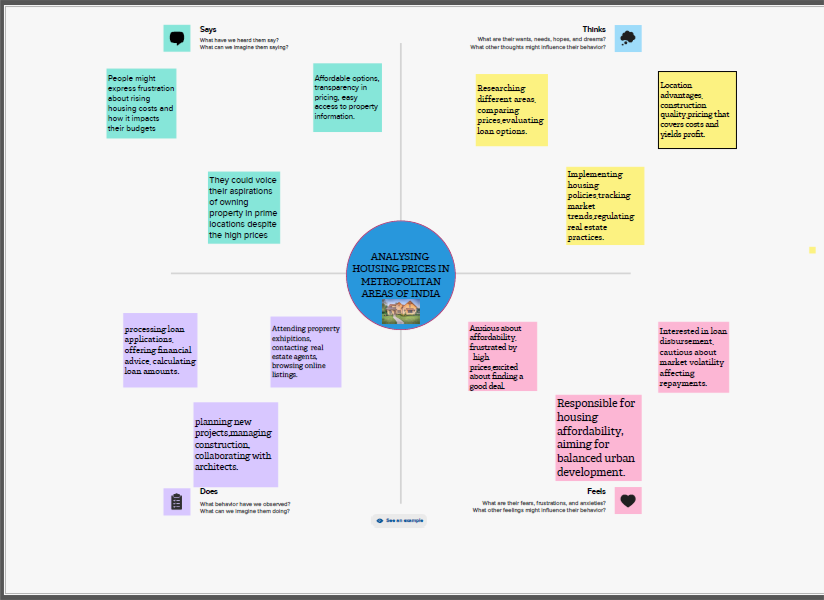 Says
What have we heard them say?
What can we imagine them saying?
Thinks
What are their wants, needs, hopes, and dreams?
What other thoughts might influence their behavior?
People might
express frustration
about rising
housing costs and
how it impacts
their budgets
Affordable options,
transparency in
pricing, easy
access to property
information.
They could voice
their aspirations
of owning
property in prime
locations despite
the high prices
Researching
different areas,
comparing
prices,evaluating
loan options.
Location
advantages,
construction
quality,pricing that
covers costs and
yields profit.
Implementing
housing
policies,tracking
market
trends,regulating
real estate
practices.
ANALYSING
HOUSING PRICES IN
METROPOLITAN
AREAS OF INDIA
processing loan
applications,
offering financial
advice, calculating
loan amounts.
Attending proprerty
exhipitions,
contacting real
estate agents,
browsing online
listings.
planning new
projects,managing
construction,
collaborating with
architects.
Anxious about
affordability,
frustrated by
high
prices,excited
about finding a
good deal.
Interested in loan
disbursement,
cautious about
market volatility
affecting
repayments.
Responsible for
housing
affordability,
aiming for
balanced urban
development.
Does
What behavior have we observed?
What can we imagine them doing?
Feels
What are their fears, frustrations, and anxieties?
What other feelings might influence their behavior?
See an example